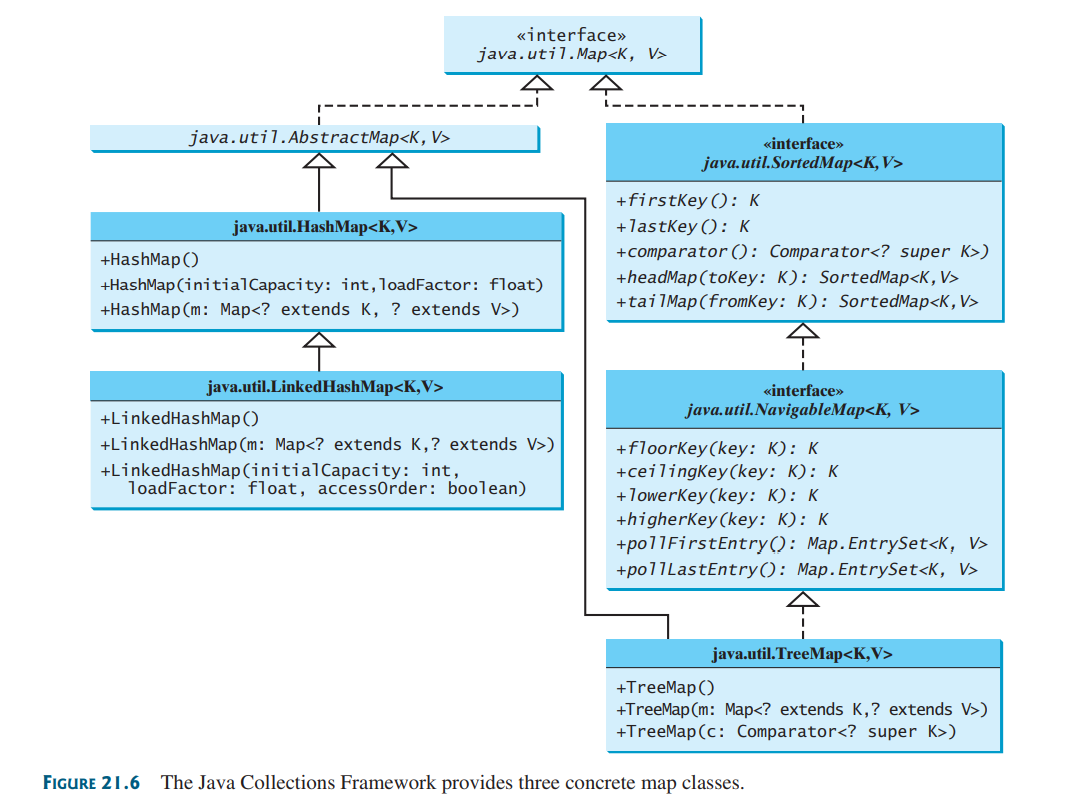 «interface»
java.util.Map<K, V>
java.util.AbstractMap<K,V>
«interface»
java.util.SortedMap<K,V>
+firstKey(): K
+lastKey(): K
+comparator(): Comparator<? super K>)
+headMap(toKey: K): SortedMap<K,V>
+tailMap(fromKey: K): SortedMap<K,V>
java.util.HashMap<K,V>
+HashMap()
+HashMap(initialCapacity: int,loadFactor: float)
+HashMap(m: Map<? extends K, ? extends V>)
java.util.LinkedHashMap<K,V>
+LinkedHashMap()
+LinkedHashMap(m: Map<? extends K,? extends V>)
+LinkedHashMap(initialCapacity: int,
loadFactor: float, accessOrder: boolean)
«interface»
java.util.NavigableMap<K, V>
+floorKey(key: K): K
+ceilingKey(key: K): K
+lowerKey(key: K): K
+higherKey(key: K): K
+pollFirstEntry(): Map.EntrySet<K, V>
+pollLastEntry(): Map.EntrySet<K, V>
java.util.TreeMap<K,V>
+TreeMap()
+TreeMap(m: Map<? extends K,? extends V>)
+TreeMap(c: Comparator<? super K>)
FIGURE 21.6 The Java Collections Framework provides three concrete map classes.